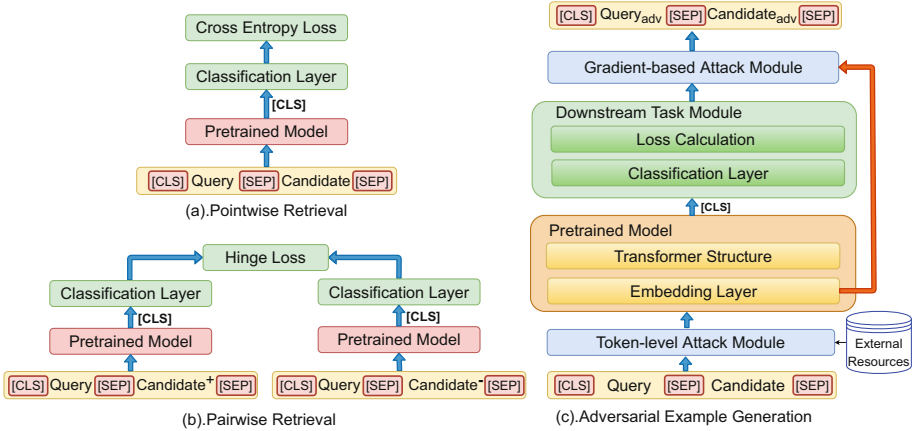 Cross Entropy Loss
Classification Layer
[CLS]
Pretrained Model
[CLS] Query [SEP] Candidate [SEP]
(a).Pointwise Retrieval
Hinge Loss
Classification Layer
Classification Layer
[CLS]
[CLS]
Pretrained Model
Pretrained Model
[CLS] Query [SEP] Candidate+ [SEP]
[CLS] Query [SEP] Candidate- [SEP]
(b).Pairwise Retrieval
[CLS] Queryadv [SEP] Candidateadv [SEP]
Gradient-based Attack Module
Downstream Task Module
Loss Calculation
Classification Layer
[CLS]
Pretrained Model
Transformer Structure
Embedding Layer
Token-level Attack Module
External
Resources
[CLS] Query [SEP] Candidate [SEP]
(c).Adversarial Example Generation